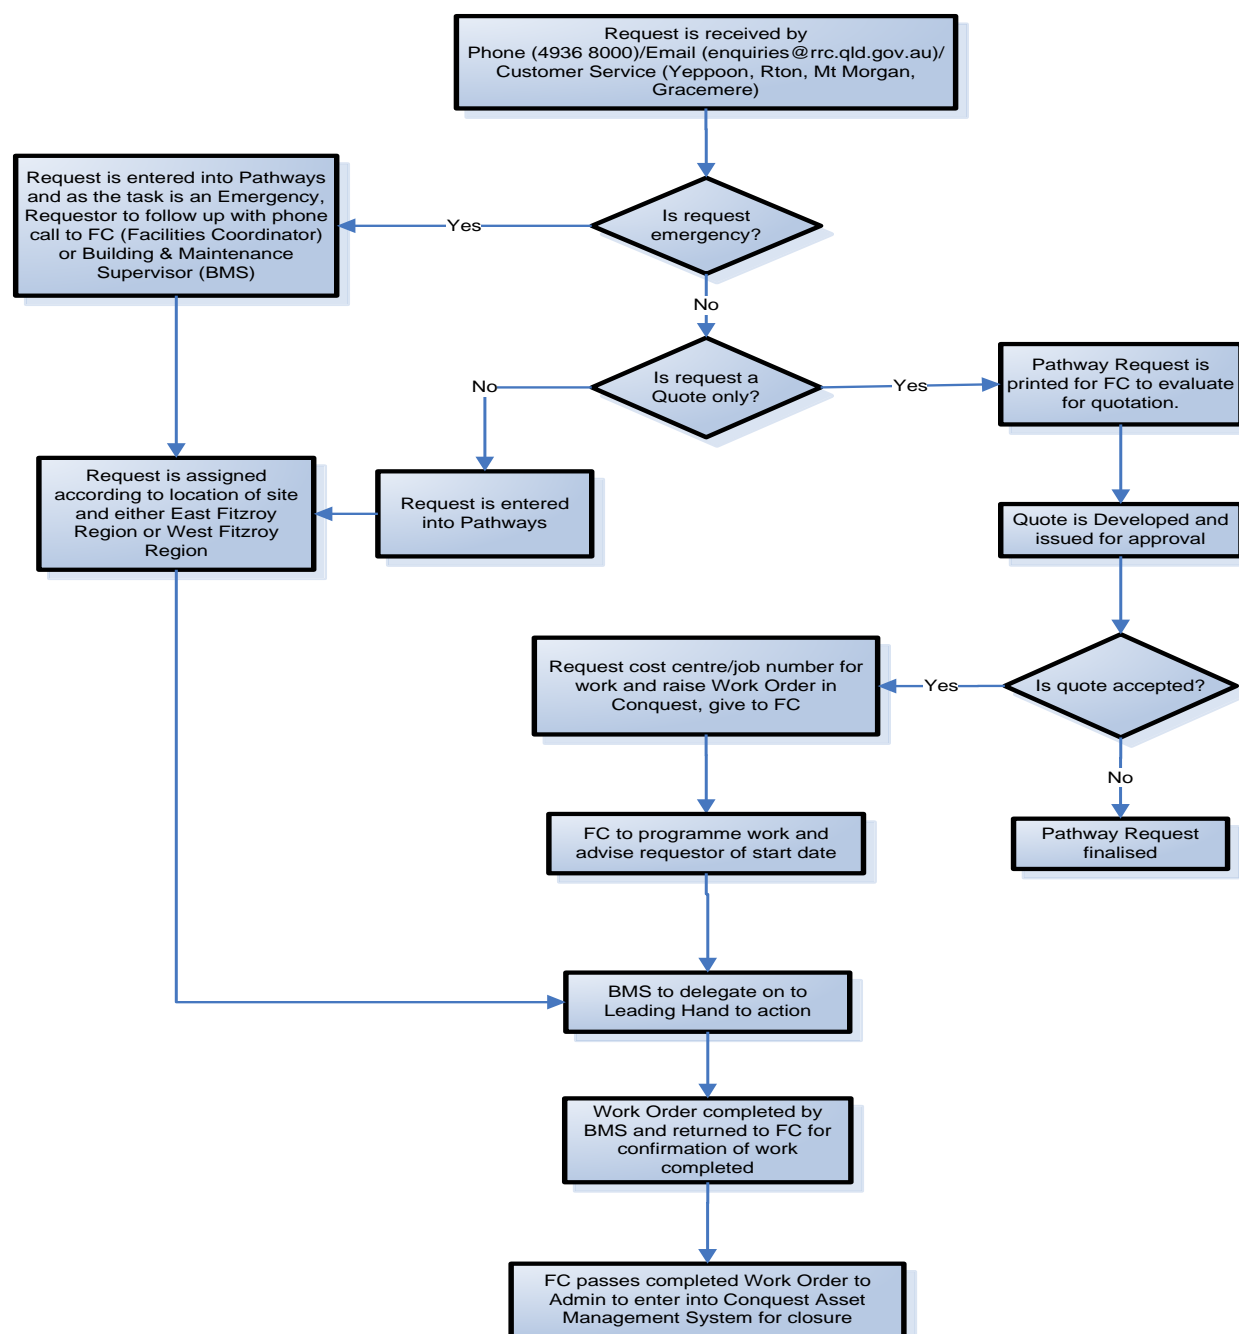 Request is received by
Phone (4936 8000)/Email (enquiries@rrc.qld.gov.au)/
Customer Service (Yeppoon, Rton, Mt Morgan,
Gracemere)
Request is entered into Pathways
and as the task is an Emergency,
Requestor to follow up with phone
call to FC (Facilities Coordinator)
or Building & Maintenance
Supervisor (BMS)
Yes
Is request
emergency?
No
Is request a
Quote only?
No
Yes
Pathway Request is
printed for FC to evaluate
for quotation.
Request is assigned
according to location of site
and either East Fitzroy
Region or West Fitzroy
Region
Request is entered
into Pathways
Quote is Developed and
issued for approval
Request cost centre/job number for
work and raise Work Order in
Conquest, give to FC
Yes
Is quote accepted?
No
FC to programme work and
advise requestor of start date
Pathway Request
finalised
BMS to delegate on to
Leading Hand to action
Work Order completed by
BMS and returned to FC for
confirmation of work
completed
FC passes completed Work Order to
Admin to enter into Conquest Asset
Management System for closure